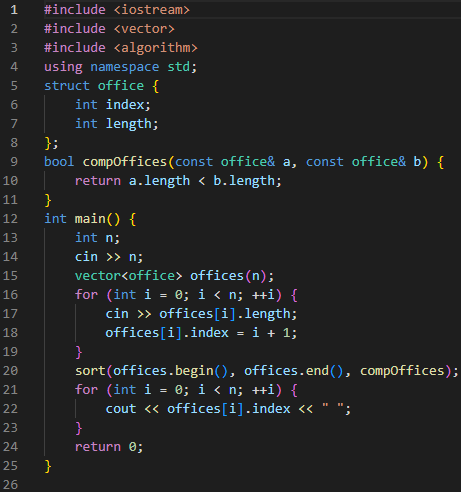 1 #include <iostream>
2 #include <vector>
3 #include <algorithm>
4 using namespace std;
5 struct office {
6     int index;
7     int length;
8 };
9 bool compOffices(const office& a, const office& b) {
10     return a.length < b.length;
11 }
12 int main() {
13     int n;
14     cin >> n;
15     vector<office> offices(n);
16     for (int i = 0; i < n; ++i) {
17         cin >> offices[i].length;
18         offices[i].index = i + 1;
19     }
20     sort(offices.begin(), offices.end(), compOffices);
21     for (int i = 0; i < n; ++i) {
22         cout << offices[i].index << " ";
23     }
24     return 0;
25 }
26